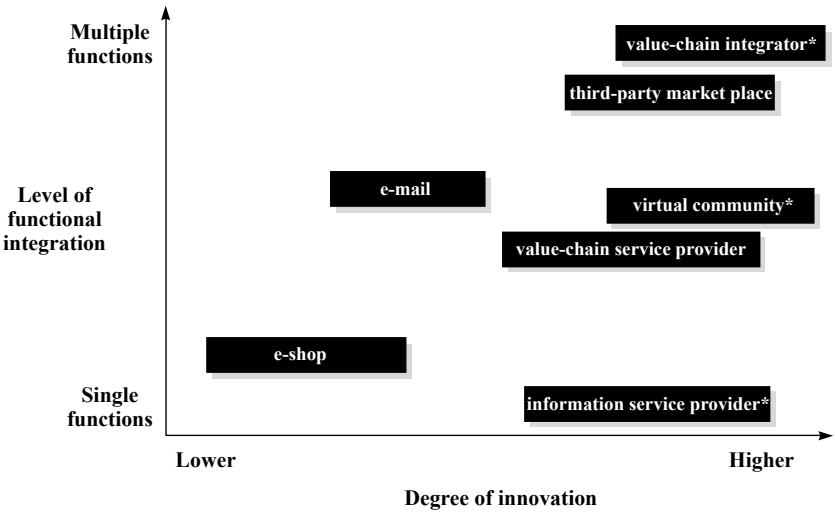 Multiple
functions
value-chain integrator*
third-party market place
Level of
functional
integration
e-mail
virtual community*
value-chain service provider
e-shop
Single
functions
information service provider*
Lower
Higher
Degree of innovation